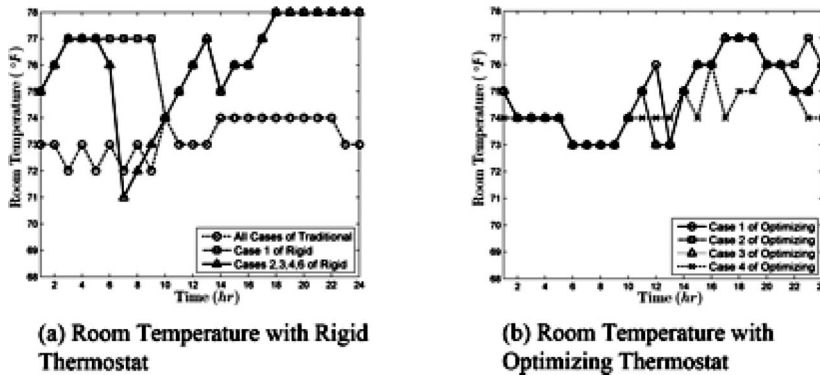 78
77
76
75
74
73
72
71
70
69
68
Room Temperature (°F)
2 4 6 8 10 12 14 16 18 20 22 24
Time (hr)
All Cases of Traditional
Case 1 of Rigid
Cases 2,3,4,6 of Rigid
(a) Room Temperature with Rigid
Thermostat
78
77
76
75
74
73
72
71
70
69
68
Room Temperature (°F)
2 4 6 8 10 12 14 16 18 20 22
Time (hr)
Case 1 of Optimizing
Case 2 of Optimizing
Case 3 of Optimizing
Case 4 of Optimizing
(b) Room Temperature with
Optimizing Thermostat